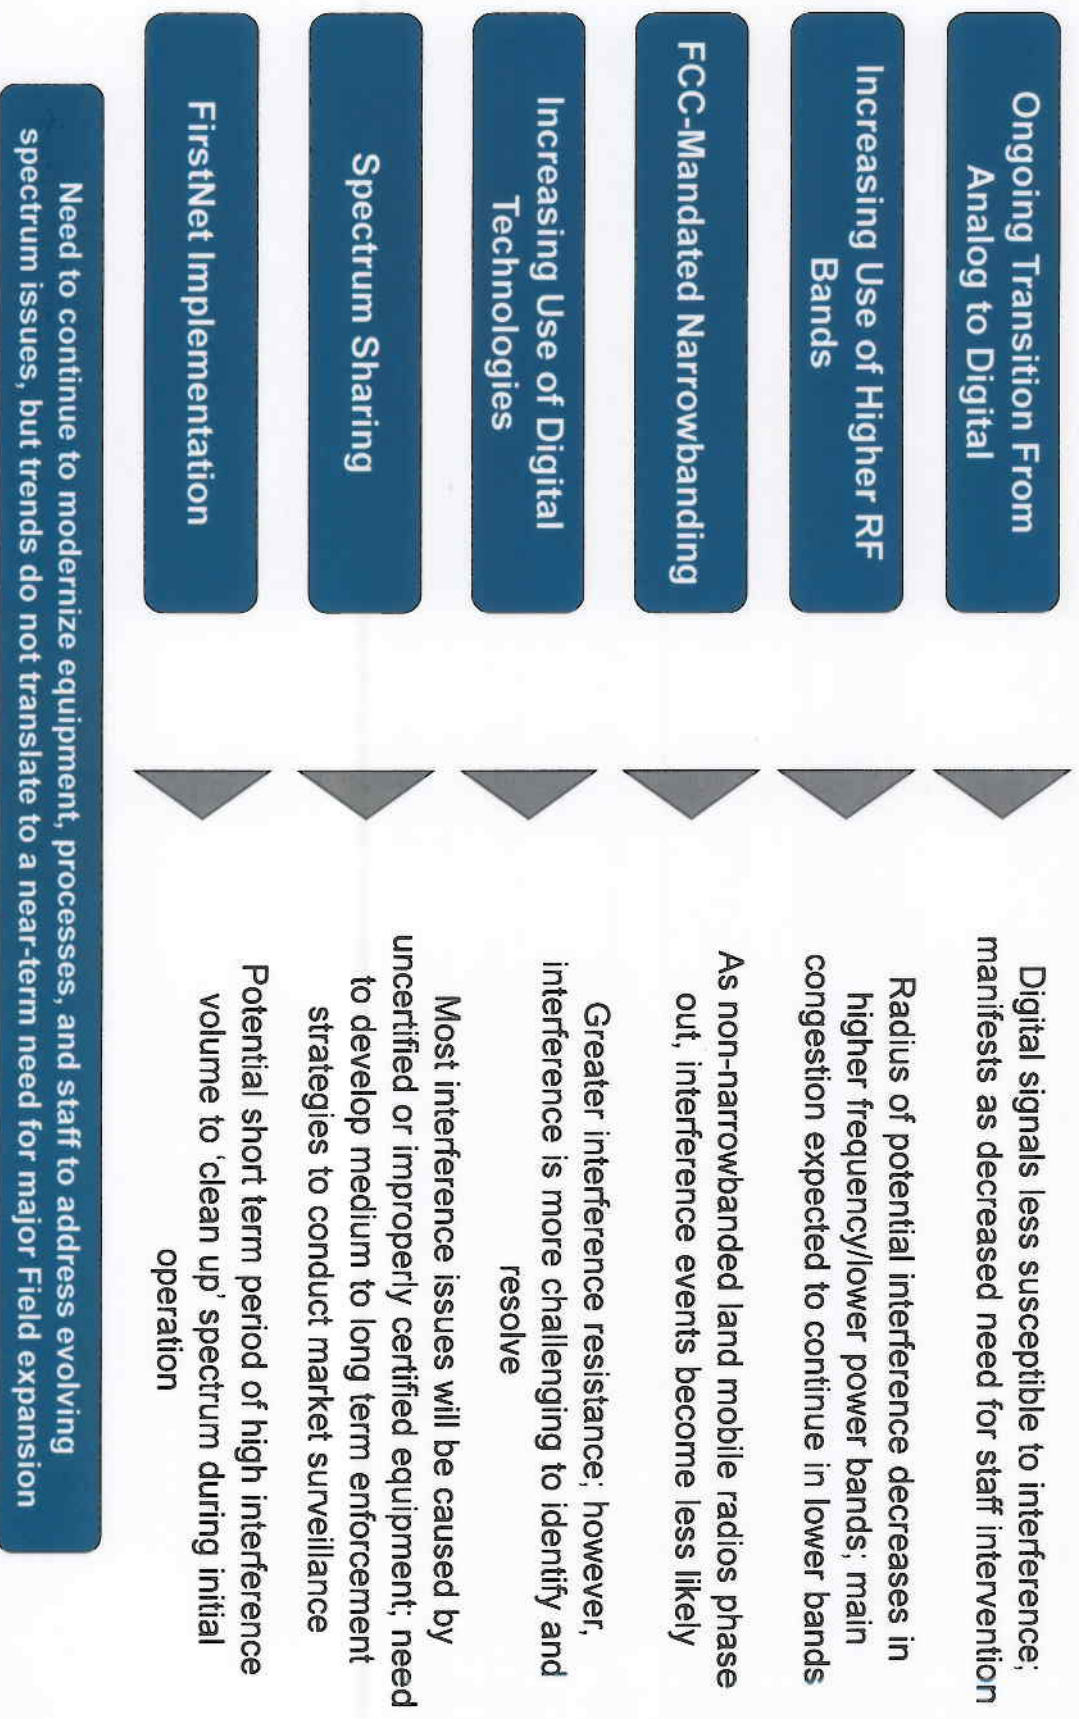 Ongoing Transition From
Analog to Digital
Digital signals less susceptible to interference;
manifests as decreased need for staff intervention
Increasing Use of Higher RF
Bands
Radius of potential interference decreases in
higher frequency/lower power bands; main
congestion expected to continue in lower bands
FCC-Mandated Narrowbanding
As non-narrowbanded land mobile radios phase
out, interference events become less likely
Increasing Use of Digital
Technologies
Greater interference resistance; however,
interference is more challenging to identify and
resolve
Spectrum Sharing
Most interference issues will be caused by
uncertified or improperly certified equipment; need
to develop medium to long term enforcement
strategies to conduct market surveillance
FirstNet Implementation
Potential short term period of high interference
volume to ‘clean up’ spectrum during initial
operation
Need to continue to modernize equipment, processes, and staff to address evolving
spectrum issues, but trends do not translate to a near-term need for major Field expansion